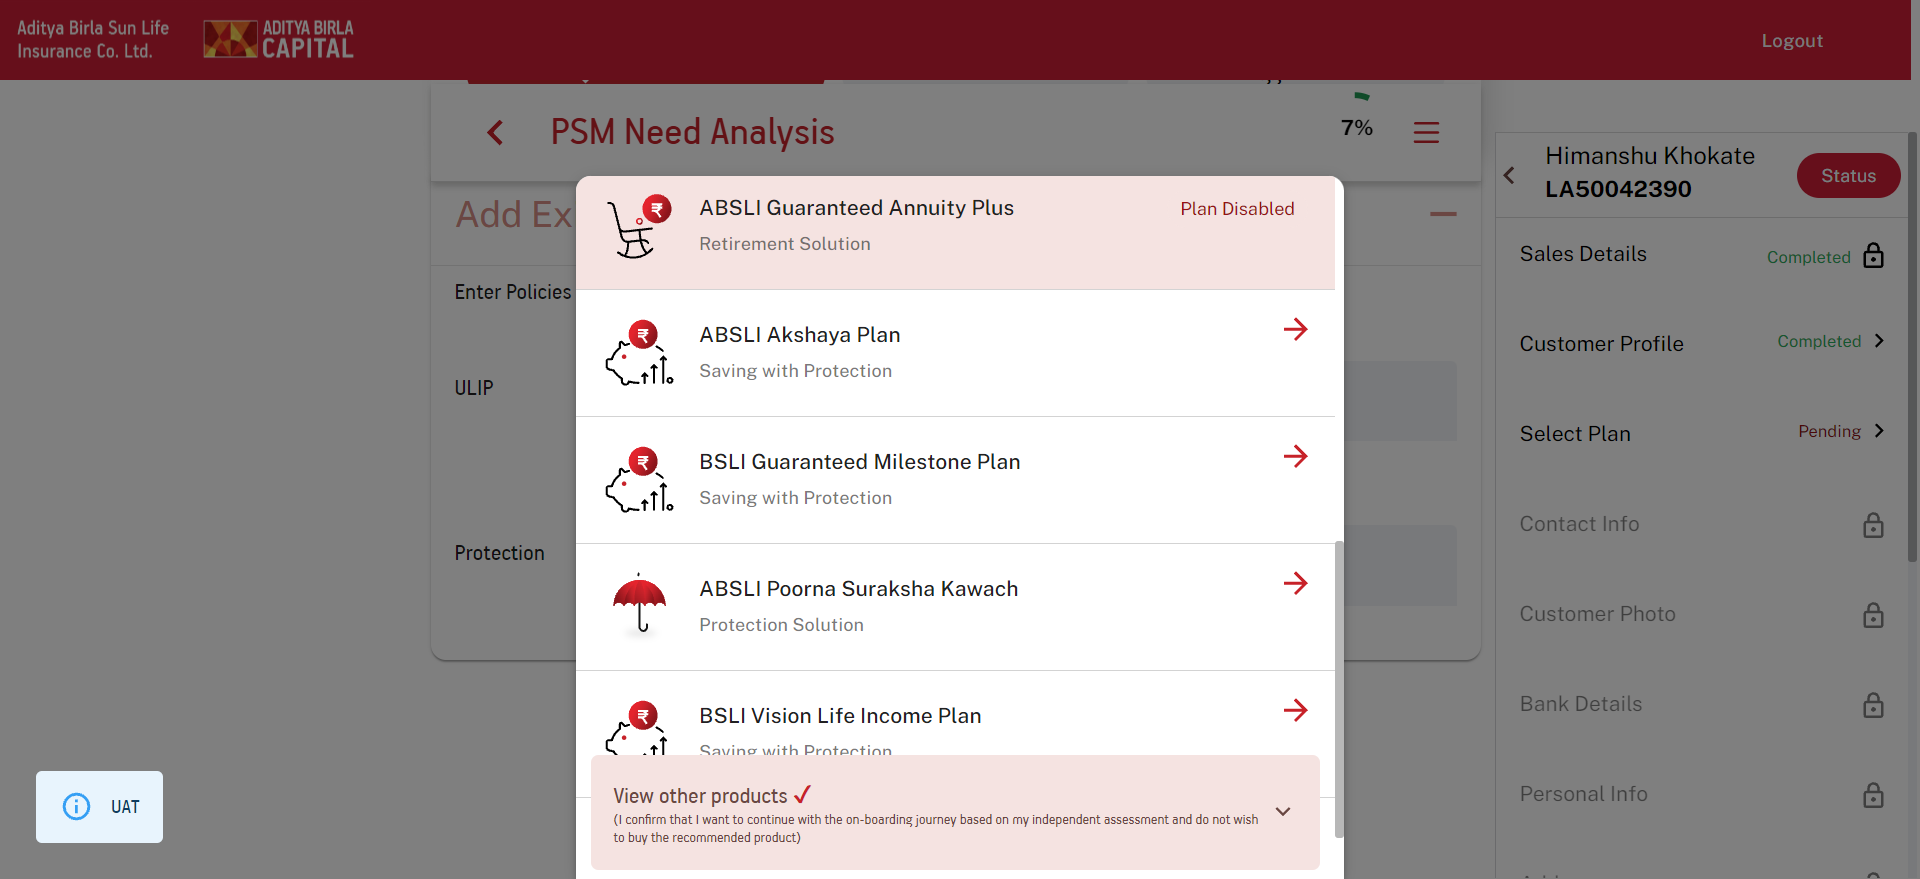 Aditya Birla Sun Life
Insurance Co. Ltd.
ADITYA BIRLA
CAPITAL
Logout
PSM Need Analysis
7%
Add Ex
Enter Policies
ULIP
Protection
ABSLI Guaranteed Annuity Plus
Plan Disabled
Retirement Solution
ABSLI Akshaya Plan
Saving with Protection
BSLI Guaranteed Milestone Plan
Saving with Protection
ABSLI Poorna Suraksha Kawach
Protection Solution
BSLI Vision Life Income Plan
Saving with Protection
View other products
(I confirm that I want to continue with the on-boarding journey based on my independent assessment and do not wish
to buy the recommended product)
Himanshu Khokate
LA50042390
Status
Sales Details
Completed
Customer Profile
Completed
Select Plan
Pending
Contact Info
Customer Photo
Bank Details
Personal Info
UAT